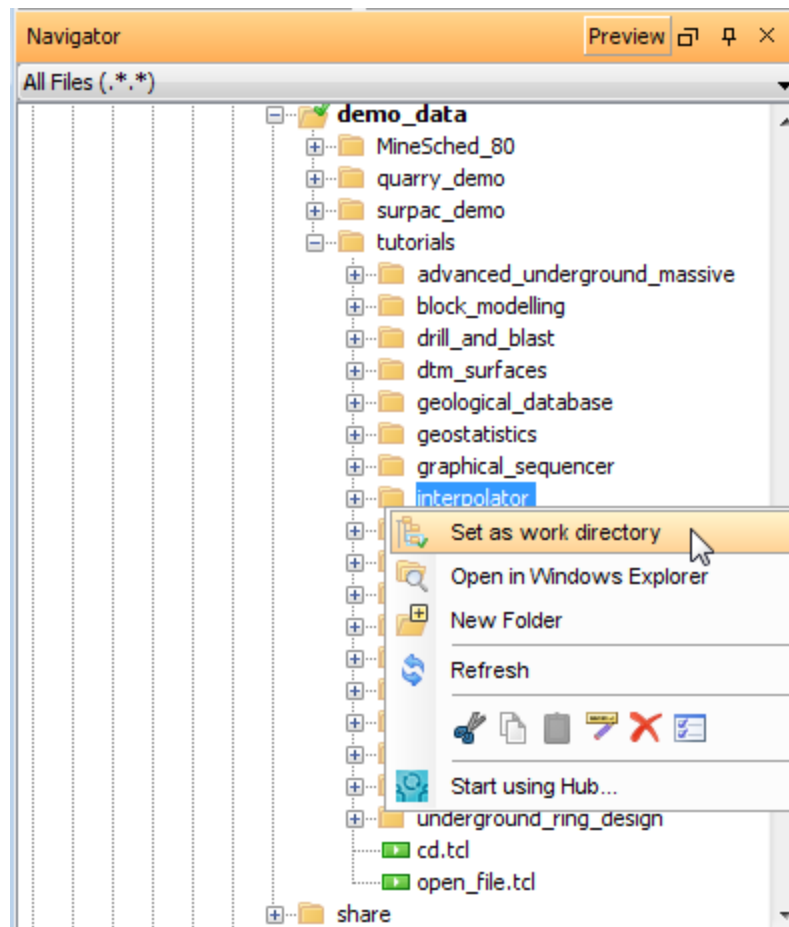 Navigator Preview
All Files (.*.*)
demo_data
MineSched_80
quarry_demo
surpac_demo
tutorials
advanced_underground_massive
block_modelling
drill_and_blast
dtm_surfaces
geological_database
geostatistics
graphical_sequencer
interpolator
Set as work directory
Open in Windows Explorer
New Folder
Refresh
Start using Hub...
underground_ring_design
cd.tcl
open_file.tcl
share